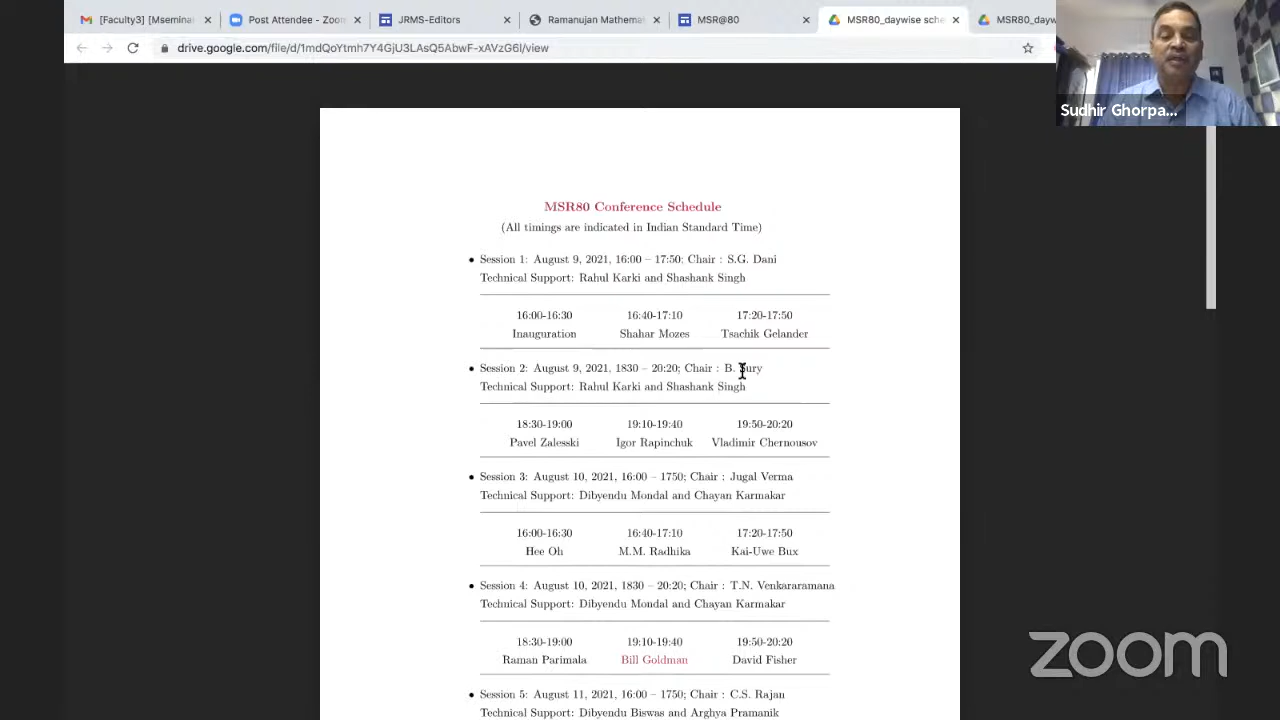 [Faculty3] [Mseminar
Post Attendee - Zoom
JRMS-Editors
Ramanujan Mathema
MSR@80
MSR80_daywise sche
MSR80_dayw
drive.google.com/file/d/1mdQoYtmh7Y4GjU3LAsQ5AbwF-xAVzG6l/view
Sudhir Ghorpa...
MSR80 Conference Schedule
(All timings are indicated in Indian Standard Time)
• Session 1: August 9, 2021, 16:00 – 17:50; Chair : S.G. Dani
Technical Support: Rahul Karki and Shashank Singh
16:00-16:30 16:40-17:10 17:20-17:50
Inauguration Shahar Mozes Tsachik Gelander
• Session 2: August 9, 2021, 1830 – 20:20; Chair : B. Sury
Technical Support: Rahul Karki and Shashank Singh
18:30-19:00 19:10-19:40 19:50-20:20
Pavel Zalesski Igor Rapinchuk Vladimir Chernousov
• Session 3: August 10, 2021, 16:00 – 1750; Chair : Jugal Verma
Technical Support: Dibyendu Mondal and Chayan Karmakar
16:00-16:30 16:40-17:10 17:20-17:50
Hee Oh M.M. Radhika Kai-Uwe Bux
• Session 4: August 10, 2021, 1830 – 20:20; Chair : T.N. Venkararamana
Technical Support: Dibyendu Mondal and Chayan Karmakar
18:30-19:00 19:10-19:40 19:50-20:20
Raman Parimala Bill Goldman David Fisher
• Session 5: August 11, 2021, 16:00 – 1750; Chair : C.S. Rajan
Technical Support: Dibyendu Biswas and Arghya Pramanik
zoom